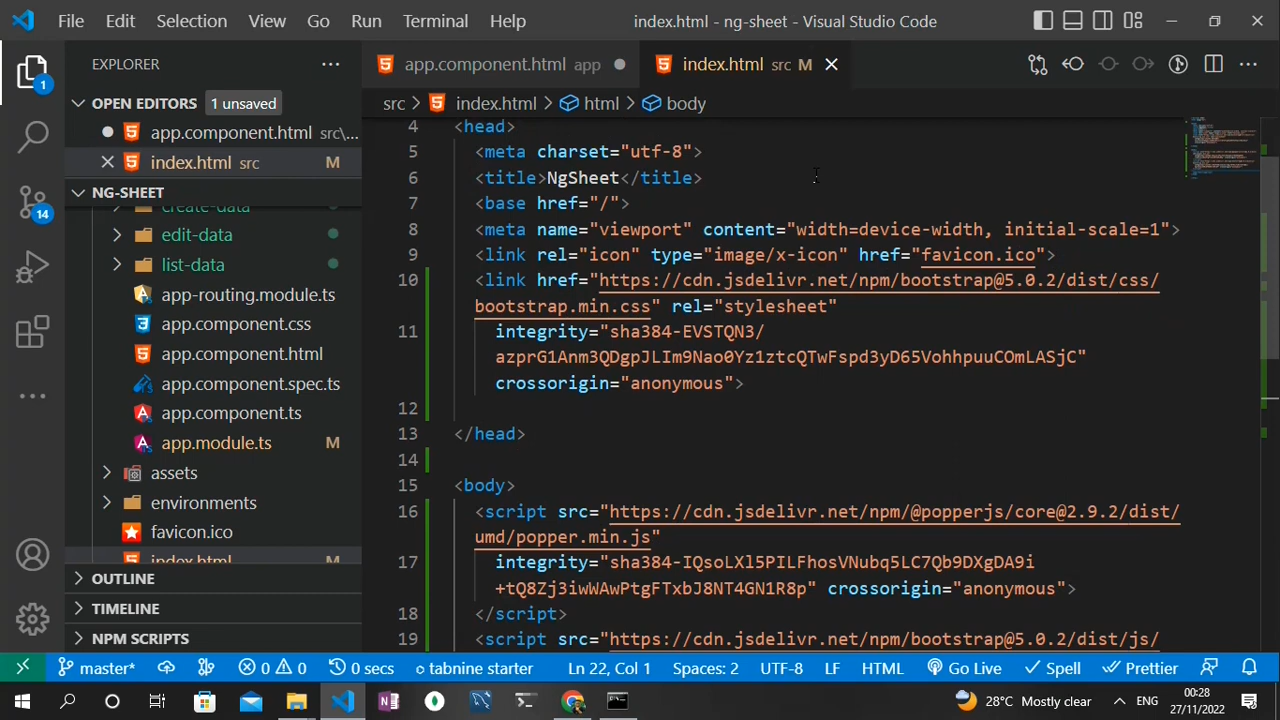 File Edit Selection View Go Run Terminal Help index.html - ng-sheet - Visual Studio Code
EXPLORER
app.component.html app
index.html src M
OPEN EDITORS 1 unsaved
app.component.html src\...
index.html src M
NG-SHEET
create-data
edit-data
list-data
app-routing.module.ts
app.component.css
app.component.html
app.component.spec.ts
app.component.ts
app.module.ts M
assets
environments
favicon.ico
index.html
OUTLINE
TIMELINE
NPM SCRIPTS
1
14
src > index.html > html > body
4 <head>
5 <meta charset="utf-8">
6 <title>NgSheet</title>
7 <base href="/">
8 <meta name="viewport" content="width=device-width, initial-scale=1">
9 <link rel="icon" type="image/x-icon" href="favicon.ico">
10 <link href="https://cdn.jsdelivr.net/npm/bootstrap@5.0.2/dist/css/
bootstrap.min.css" rel="stylesheet"
11 integrity="sha384-EVSTQN3/
azprG1Anm3QDgpJLIm9Nao0Yz1ztcQTwFspd3yD65VohhpuuCOmLASjC"
crossorigin="anonymous">
12
13 </head>
14
15 <body>
16 <script src="https://cdn.jsdelivr.net/npm/@popperjs/core@2.9.2/dist/
umd/popper.min.js"
17 integrity="sha384-IQsoLXl5PILFhosVNubq5LC7Qb9DXgDA9i
+tQ8Zj3iwWAwPtgFTxbJ8NT4GN1R8p" crossorigin="anonymous">
18 </script>
19 <script src="https://cdn.jsdelivr.net/npm/bootstrap@5.0.2/dist/js/
master* 0 0 0 secs tabnine starter Ln 22, Col 1 Spaces: 2 UTF-8 LF HTML Go Live Spell Prettier
28°C Mostly clear ENG 00:28
27/11/2022